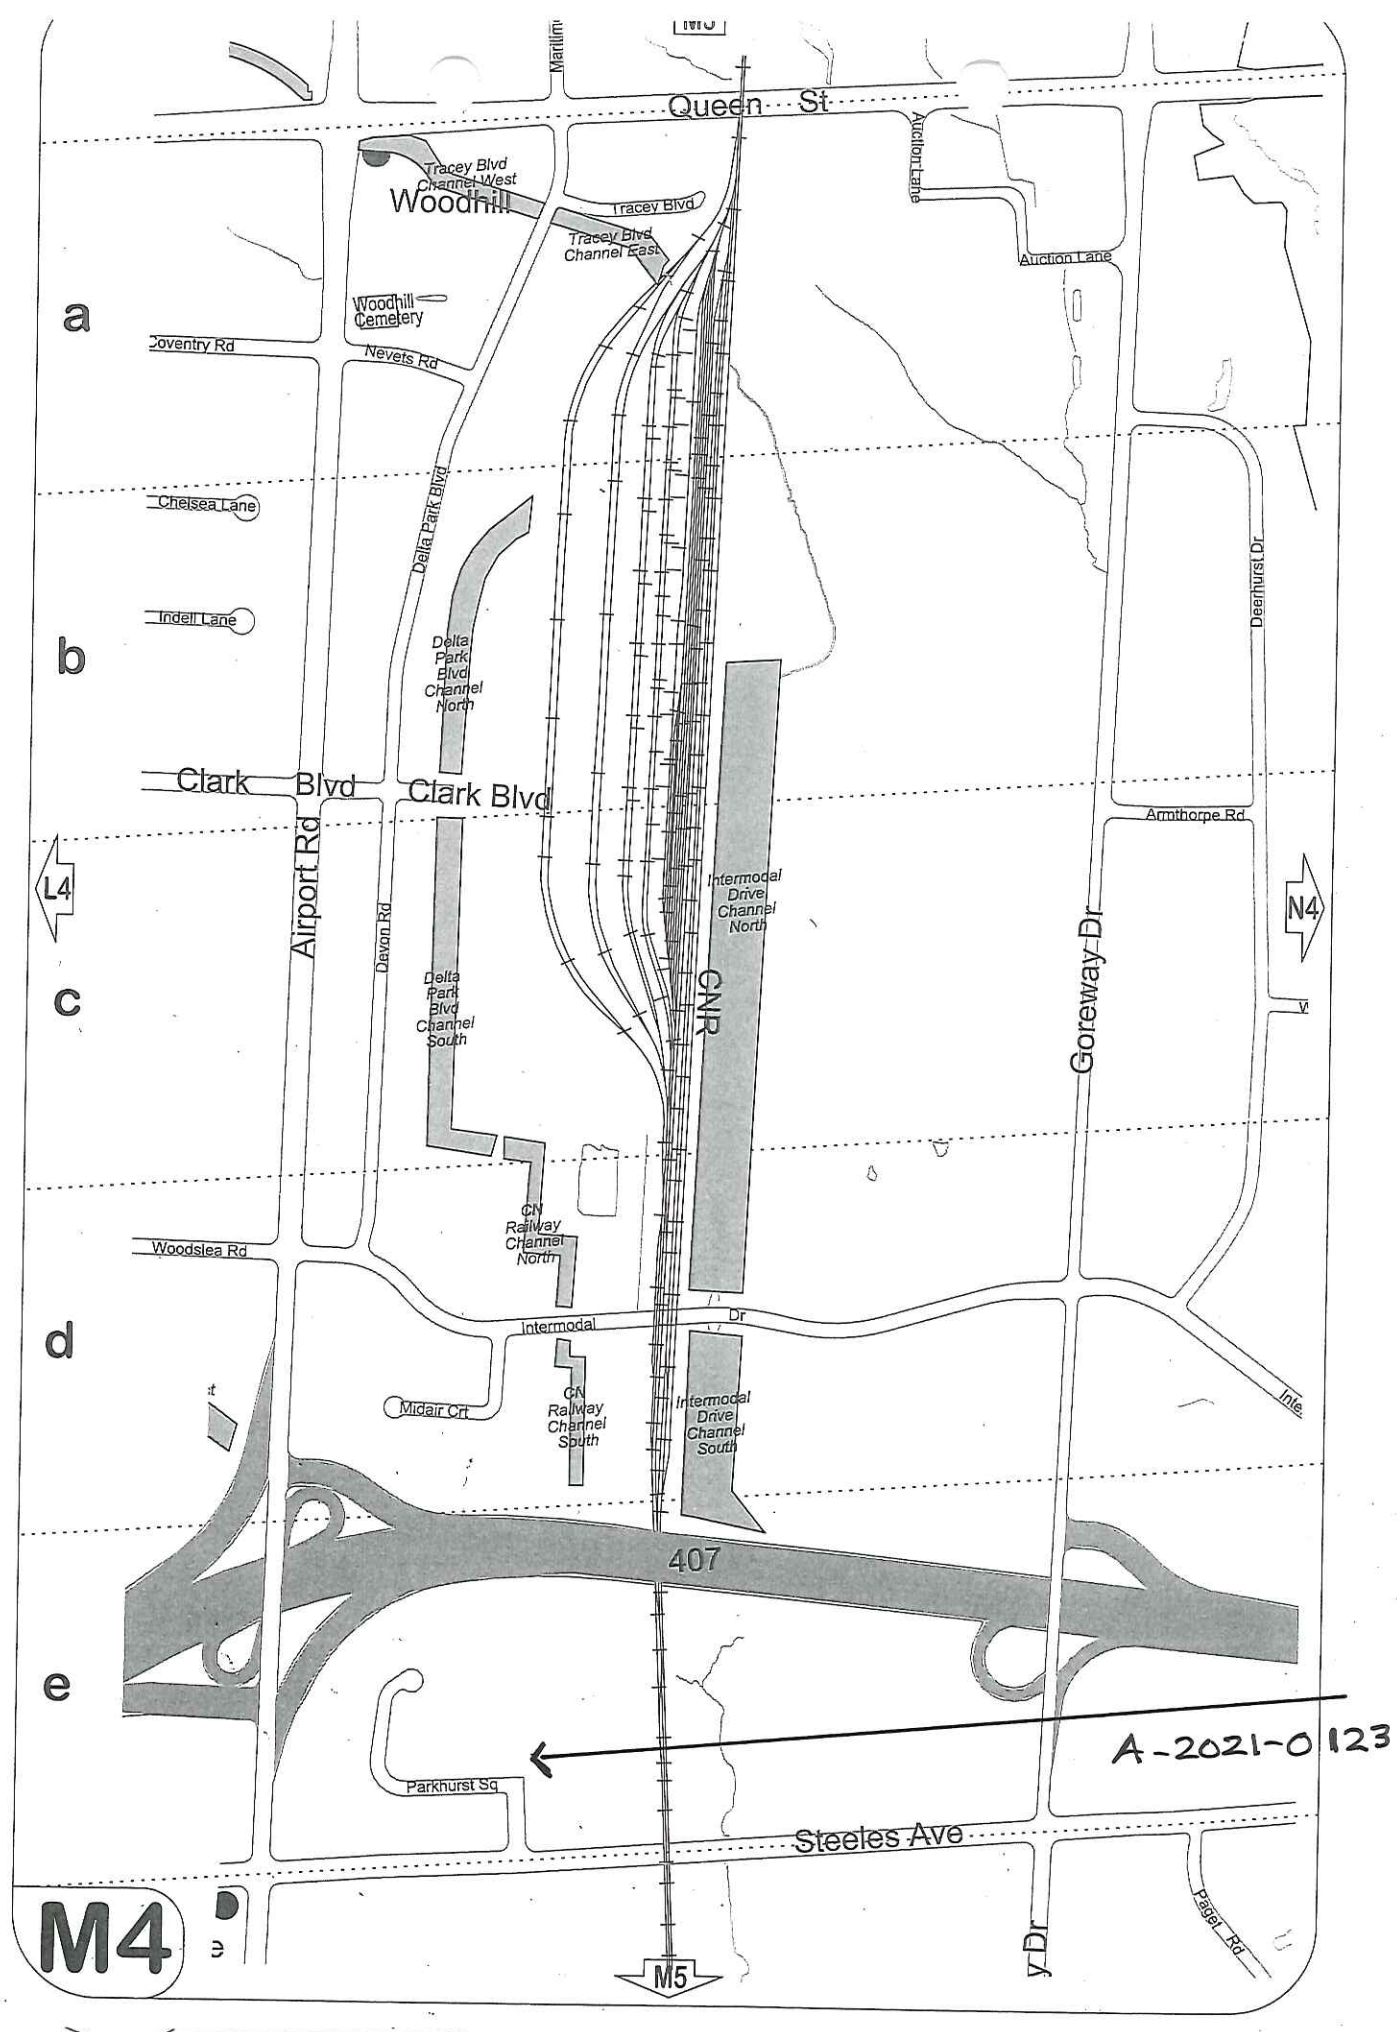 M3
Maritim
Queen St
Tracey Blvd
Channel West
Woodhill
Tracey Blvd
Tracey Blvd
Channel East
Auction Lane
Auction Lane
a
Woodhill
Cemetery
Coventry Rd
Nevets Rd
Chelsea Lane
Delta Park Blvd
Deerhurst Dr
Indell Lane
b
Delta
Park
Blvd
Channel
North
Clark Blvd
Clark Blvd
Armthorpe Rd
L4
Airport Rd
Devon Rd
Intermodal
Drive
Channel
North
N4
Goreway Dr
c
Delta
Park
Blvd
Channel
South
CNR
CN
Railway
Channel
North
Woodslea Rd
Intermodal Dr
d
Midair Crt
CN
Railway
Channel
South
Intermodal
Drive
Channel
South
Inte
407
e
A-2021-0123
Parkhurst Sq
Steeles Ave
M4
e
y Dr
Paget Rd
M5